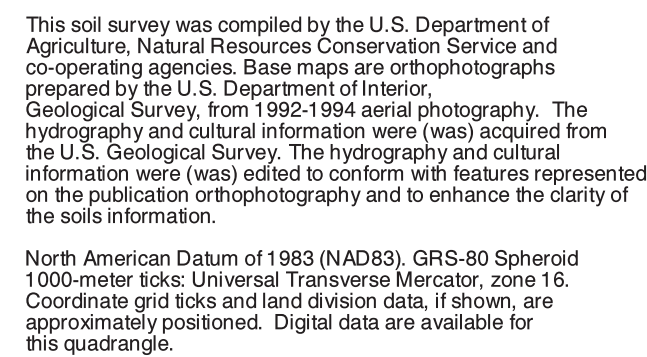 This soil survey was compiled by the U.S. Department of
Agriculture, Natural Resources Conservation Service and
co-operating agencies. Base maps are orthophotographs
prepared by the U.S. Department of Interior,
Geological Survey, from 1992-1994 aerial photography.  The
hydrography and cultural information were (was) acquired from
the U.S. Geological Survey. The hydrography and cultural
information were (was) edited to conform with features represented
on the publication orthophotography and to enhance the clarity of
the soils information.

North American Datum of 1983 (NAD83). GRS-80 Spheroid
1000-meter ticks: Universal Transverse Mercator, zone 16.
Coordinate grid ticks and land division data, if shown, are
approximately positioned.  Digital data are available for
this quadrangle.